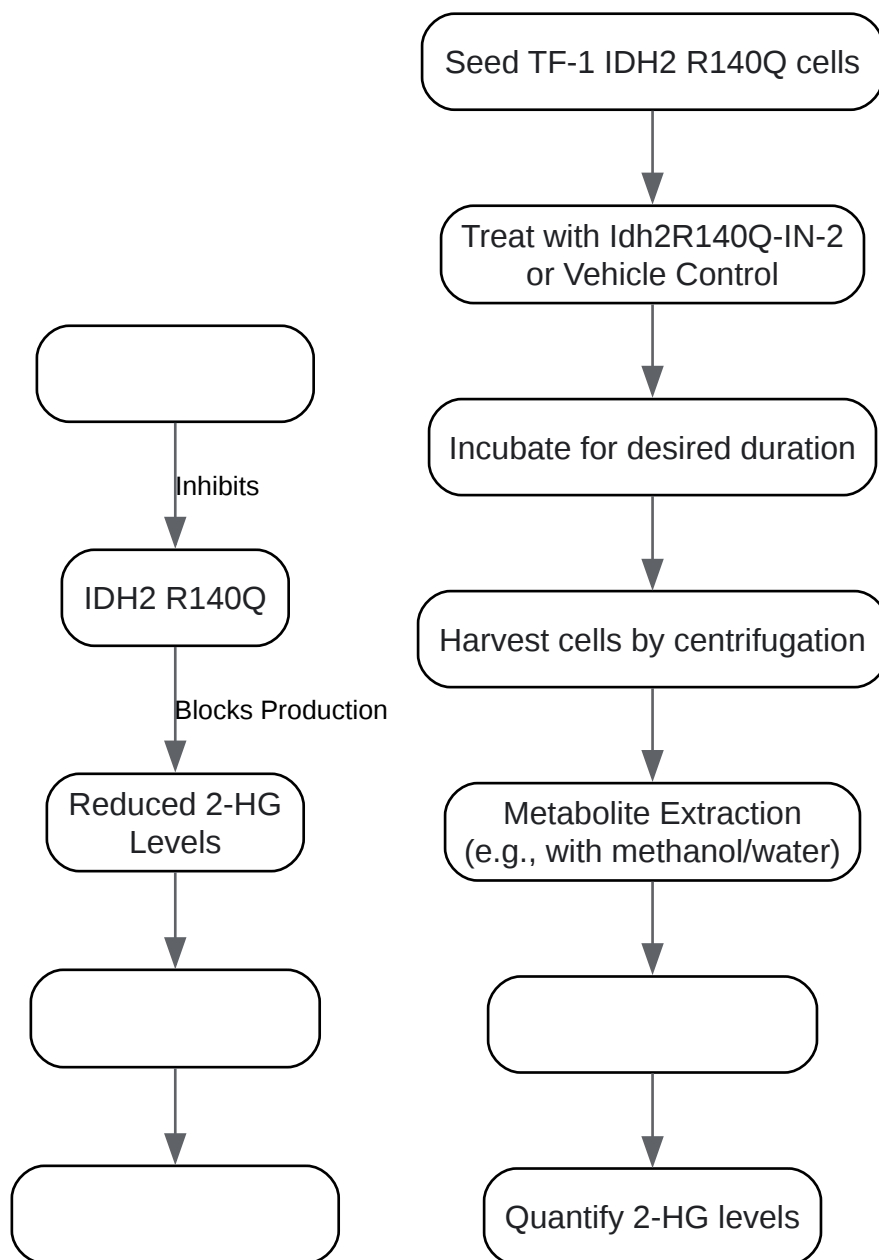 Seed TF-1 IDH2 R140Q cells
Treat with Idh2R140Q-IN-2
or Vehicle Control
Incubate for desired duration
Inhibits
IDH2 R140Q
Harvest cells by centrifugation
Blocks Production
Reduced 2-HG
Levels
Metabolite Extraction
(e.g., with methanol/water)
Quantify 2-HG levels